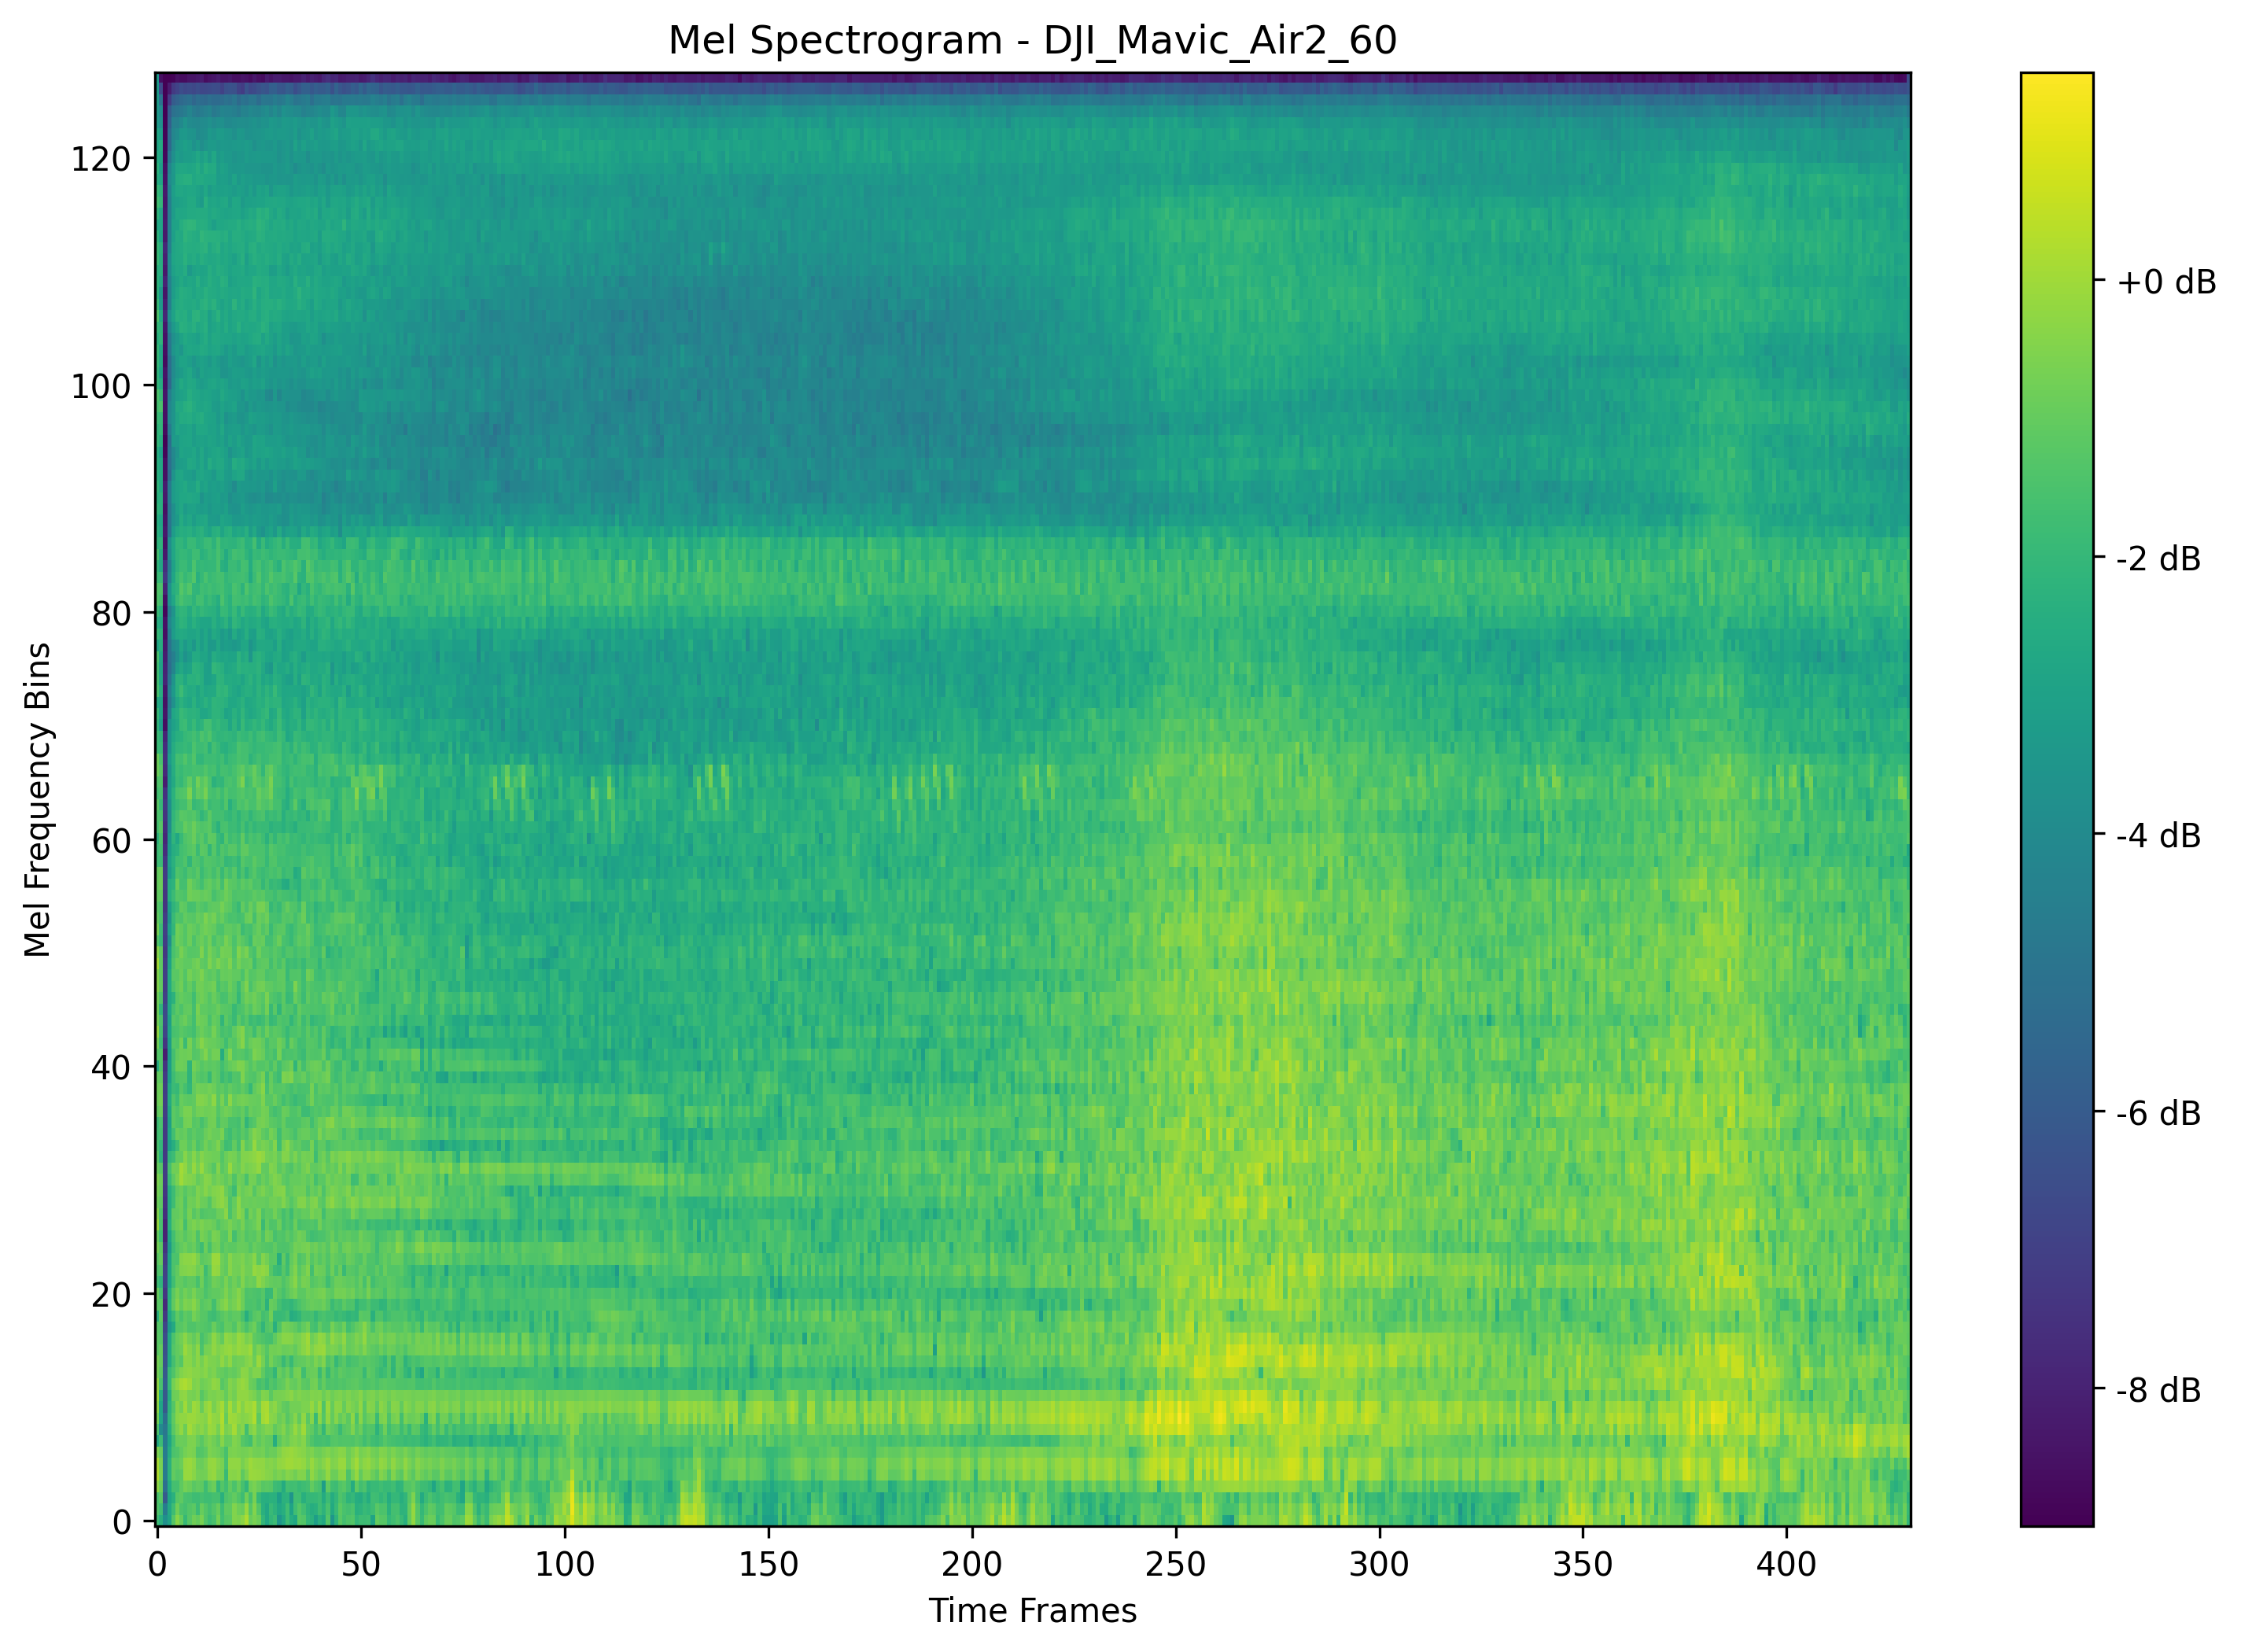 Mel Spectrogram - DJI_Mavic_Air2_60
Mel Frequency Bins
120
100
80
60
40
20
0
0 50 100 150 200 250 300 350 400
Time Frames
+0 dB
-2 dB
-4 dB
-6 dB
-8 dB